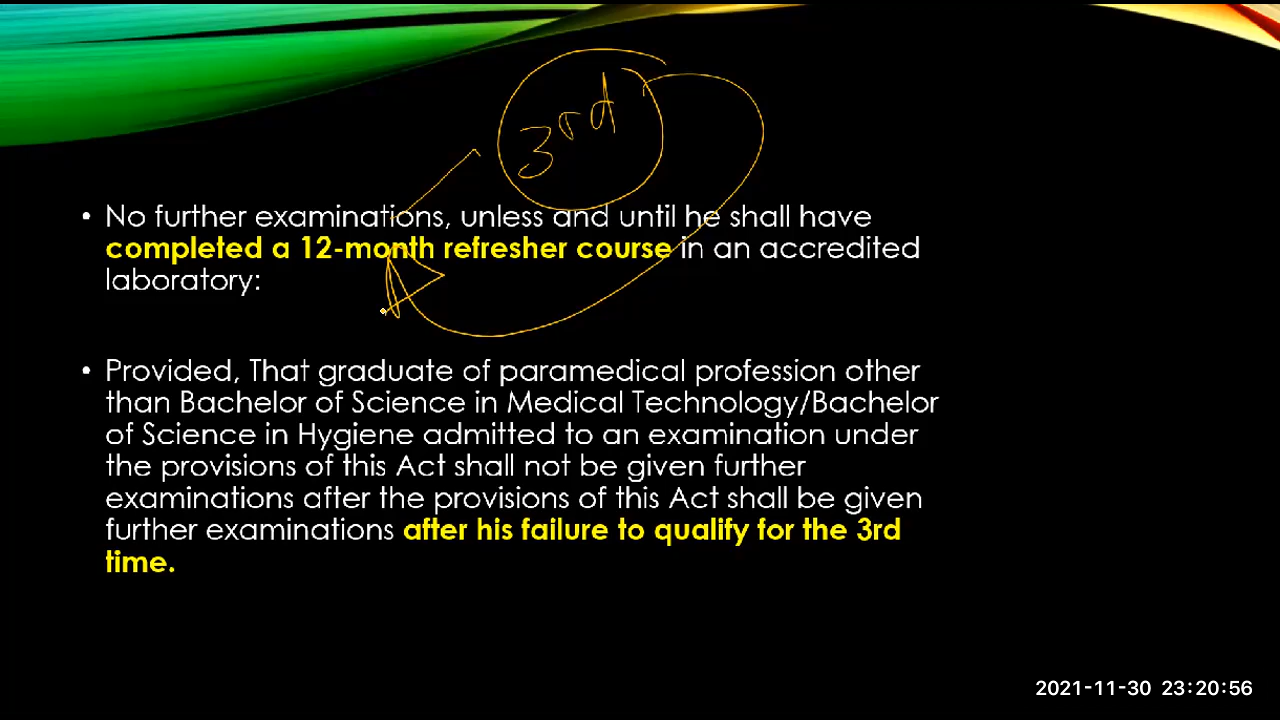 3rd
• No further examinations, unless and until he shall have
completed a 12-month refresher course in an accredited
laboratory:
• Provided, That graduate of paramedical profession other
than Bachelor of Science in Medical Technology/Bachelor
of Science in Hygiene admitted to an examination under
the provisions of this Act shall not be given further
examinations after the provisions of this Act shall be given
further examinations after his failure to qualify for the 3rd
time.
2021-11-30 23:20:56